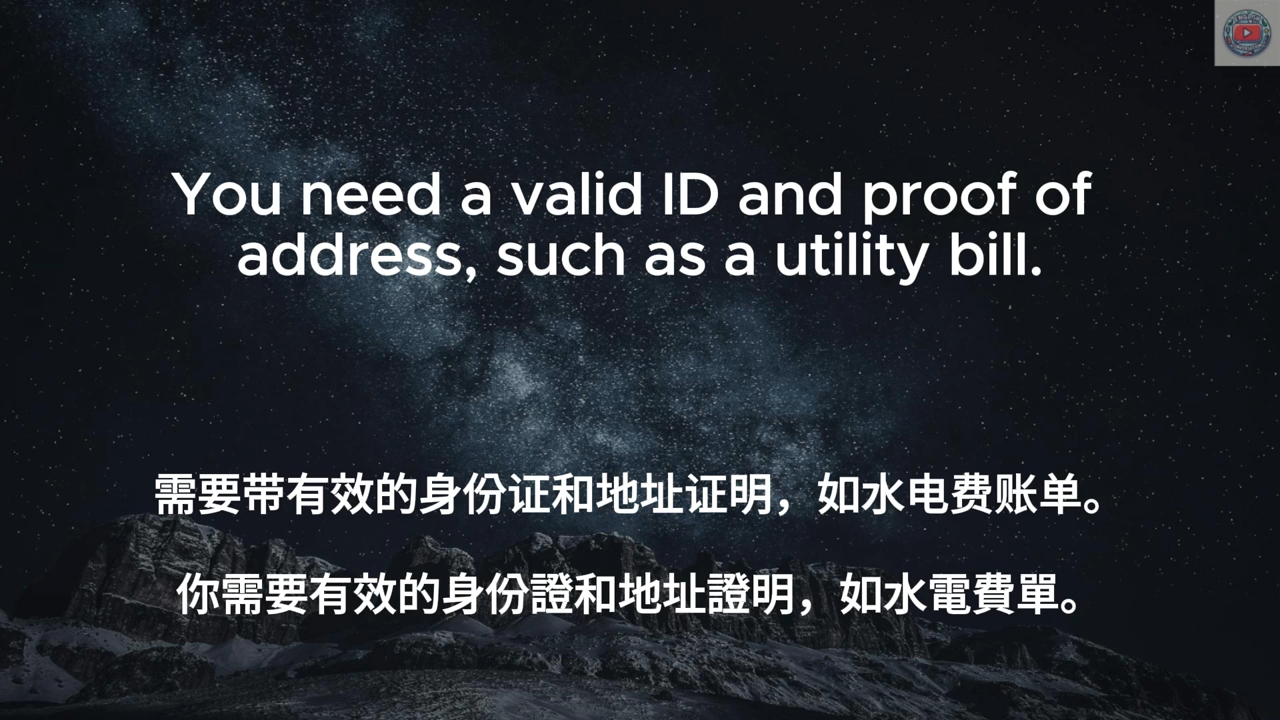 You need a valid ID and proof of
address, such as a utility bill.
需要带有效的身份证和地址证明，如水电费账单。
你需要有效的身份證和地址證明，如水電費單。